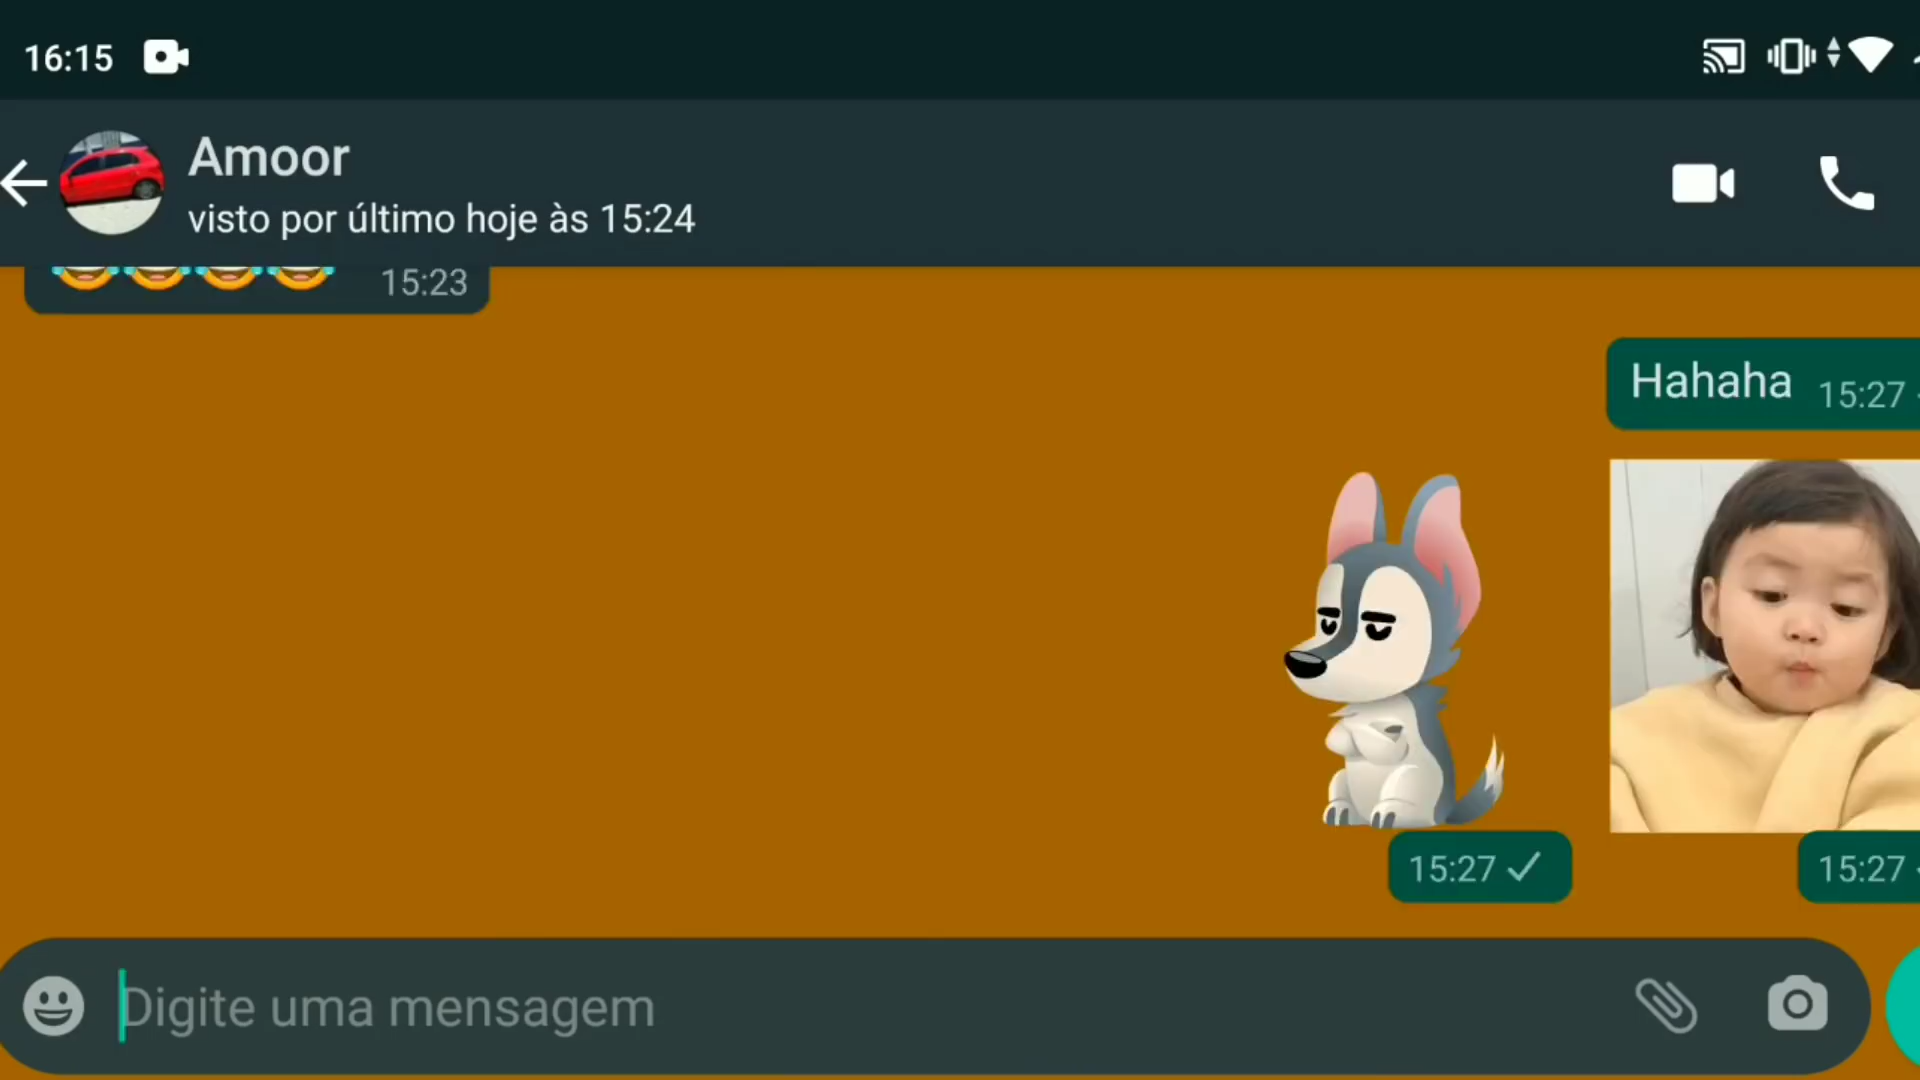 16:15
Amoor
visto por último hoje às 15:24
15:23
Hahaha 15:27
15:27
15:27
Digite uma mensagem